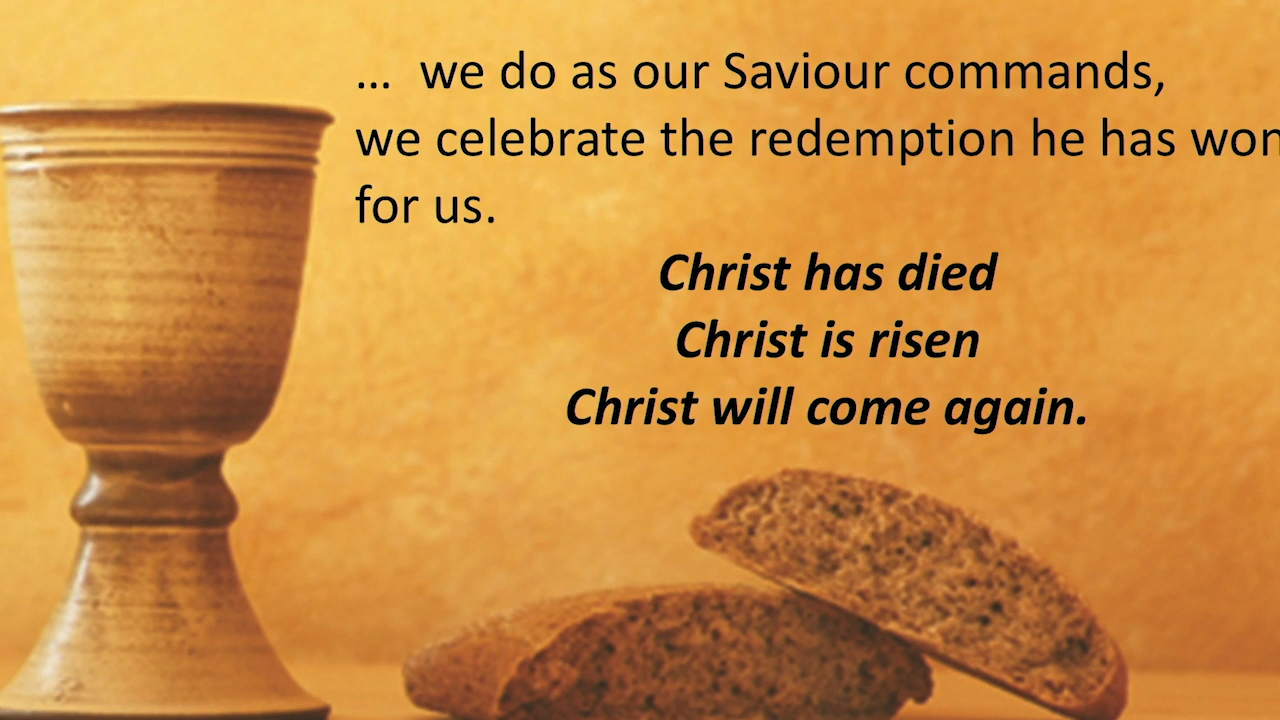 … we do as our Saviour commands,
we celebrate the redemption he has won
for us.
Christ has died
Christ is risen
Christ will come again.